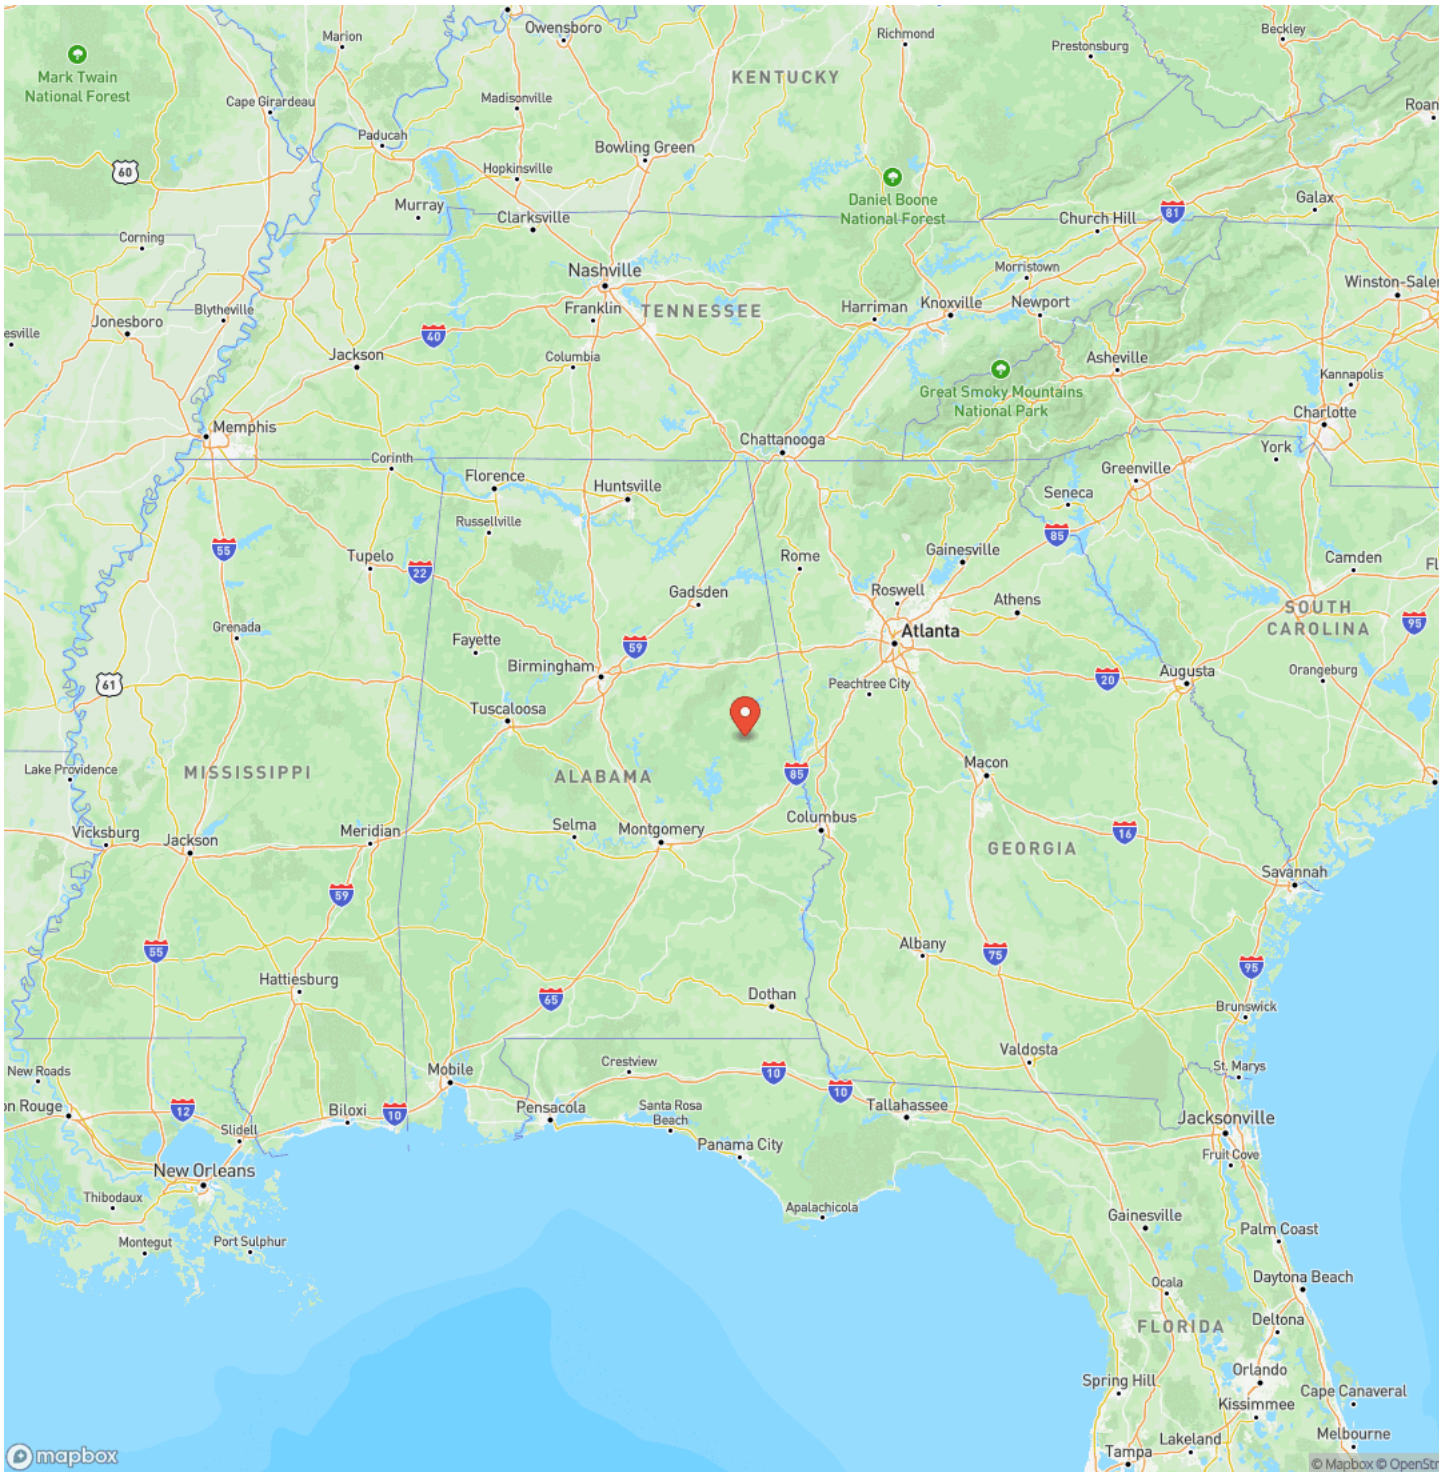 Owensboro
Marion
Richmond
Beckley
Prestonsburg
KENTUCKY
Mark Twain
National Forest
Madisonville
Cape Girardeau
Roan
Paducah
Bowling Green
60
Hopkinsville
Daniel Boone
National Forest
Galax
Murray
Clarksville
Church Hill
81
Corning
Nashville
Morristown
Winston-Saler
Blytheville
Franklin
TENNESSEE
Harriman
Knoxville
Newport
Jonesboro
esville
40
Jackson
Columbia
Asheville
Kannapolis
Great Smoky Mountains
National Park
Charlotte
Memphis
Chattanooga
York
Corinth
Greenville
Florence
Huntsville
Seneca
Russellville
85
55
Tupelo
Rome
Gainesville
Camden
22
Fl
Gadsden
Roswell
Athens
SOUTH
CAROLINA
Grenada
Atlanta
95
Fayette
59
Birmingham
Augusta
Orangeburg
61
Peachtree City
20
Tuscaloosa
Lake Providence
MISSISSIPPI
ALABAMA
85
Macon
Vicksburg
Jackson
Meridian
Selma
Montgomery
Columbus
16
GEORGIA
Savannah
59
55
Albany
75
95
Hattiesburg
65
Dothan
Brunswick
Mobile
Crestview
Valdosta
New Roads
10
St. Marys
10
on Rouge
12
Biloxi
10
Pensacola
Santa Rosa
Beach
Tallahassee
Jacksonville
Slidell
Panama City
Fruit Cove
New Orleans
Thibodaux
Apalachicola
Gainesville
Palm Coast
Montegut
Port Sulphur
Ocala
Daytona Beach
FLORIDA
Deltona
Orlando
Spring Hill
Cape Canaveral
Kissimmee
Melbourne
Lakeland
Tampa
mapbox
© Mapbox © OpenStr